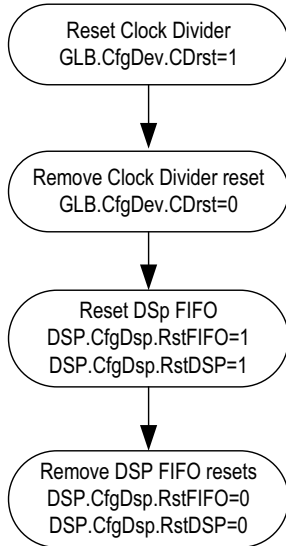 Reset Clock Divider
GLB.CfgDev.CDrst=1
Remove Clock Divider reset
GLB.CfgDev.CDrst=0
Reset DSp FIFO
DSP.CfgDsp.RstFIFO=1
DSP.CfgDsp.RstDSP=1
Remove DSP FIFO resets
DSP.CfgDsp.RstFIFO=0
DSP.CfgDsp.RstDSP=0